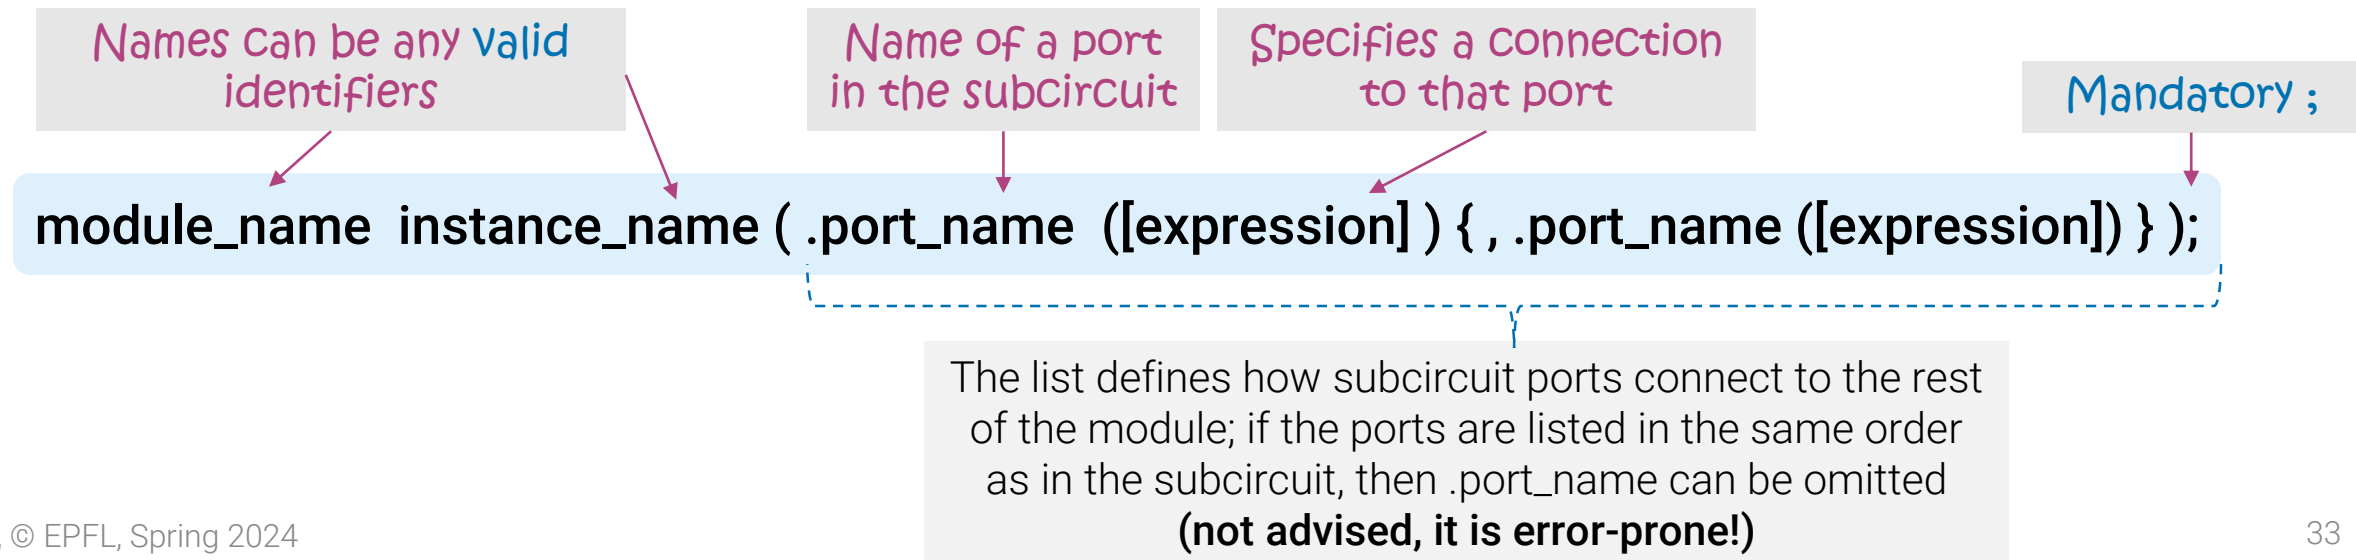 Names can be any valid
identifiers
Name of a port
in the subcircuit
Specifies a connection
to that port
Mandatory ;
module_name instance_name ( .port_name ([expression] ) { , .port_name ([expression]) } );
The list defines how subcircuit ports connect to the rest
of the module; if the ports are listed in the same order
as in the subcircuit, then .port_name can be omitted
(not advised, it is error-prone!)
, © EPFL, Spring 2024
33